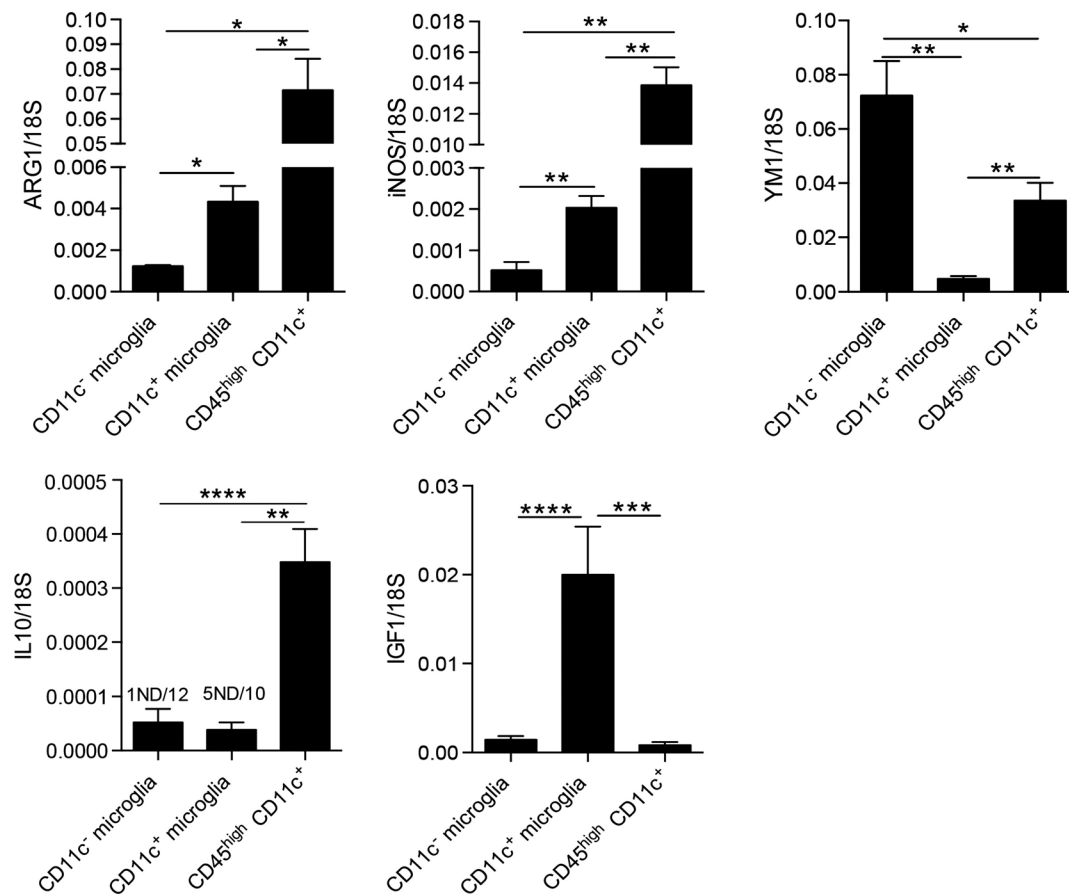 ARG1/18S
0.10
0.09
0.08
0.07
0.06
0.05
0.006
0.004
0.002
0.000
*
*
*
CD11c⁻ microglia
CD11c⁺ microglia
CD45ʰⁱᵍʰ CD11c⁺
iNOS/18S
0.018
0.016
0.014
0.012
0.010
0.003
0.002
0.001
0.000
**
**
**
CD11c⁻ microglia
CD11c⁺ microglia
CD45ʰⁱᵍʰ CD11c⁺
YM1/18S
0.10
0.08
0.06
0.04
0.02
0.00
*
**
**
CD11c⁻ microglia
CD11c⁺ microglia
CD45ʰⁱᵍʰ CD11c⁺
IL10/18S
0.0005
0.0004
0.0003
0.0002
0.0001
0.0000
****
**
1ND/12 5ND/10
CD11c⁻ microglia
CD11c⁺ microglia
CD45ʰⁱᵍʰ CD11c⁺
IGF1/18S
0.03
0.02
0.01
0.00
**** ***
CD11c⁻ microglia
CD11c⁺ microglia
CD45ʰⁱᵍʰ CD11c⁺